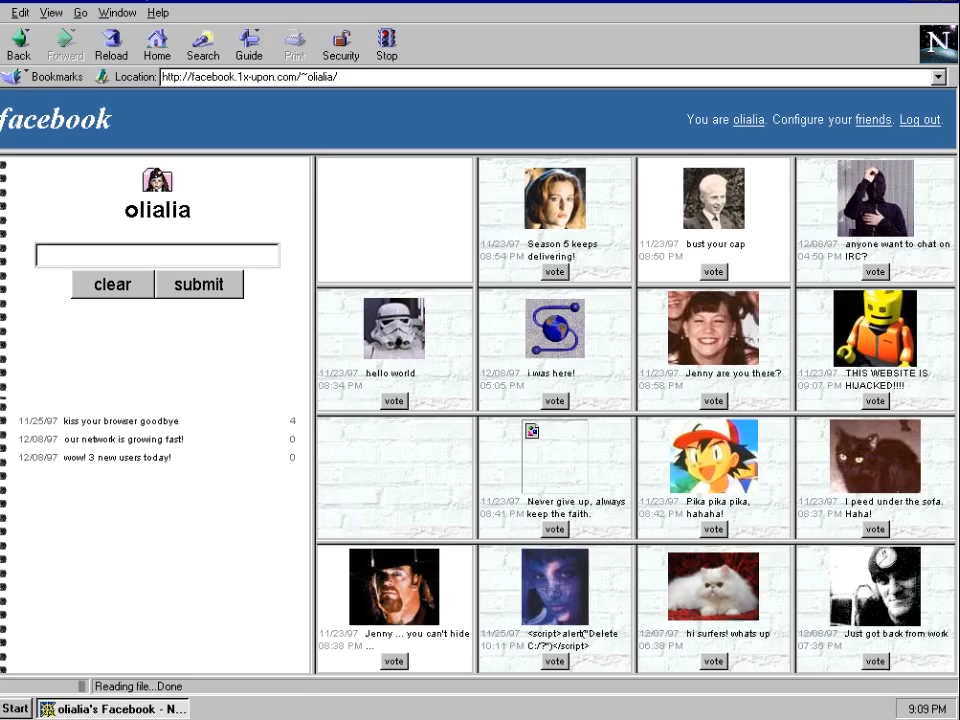 Edit View Go Window Help
Back Forward Reload Home Search Guide Print Security Stop
N
Bookmarks Location: http://facebook.1x-upon.com/~olialia/
facebook
You are olialia. Configure your friends. Log out.
olialia
clear submit
11/25/97 kiss your browser goodbye 4
12/08/97 our network is growing fast! 0
12/08/97 wow! 3 new users today! 0
11/23/97 Season 5 keeps
08:54 PM delivering!
vote
11/23/97 bust your cap
08:50 PM
vote
12/08/97 anyone want to chat on
04:50 PM IRC?
vote
11/23/97 hello world
08:34 PM
vote
12/08/97 i was here!
05:05 PM
vote
11/23/97 Jenny are you there?
08:58 PM
vote
11/23/97 THIS WEBSITE IS
09:07 PM HIJACKED!!!!
vote
11/23/97 Never give up, always
08:41 PM keep the faith.
vote
11/23/97 Pika pika pika,
08:42 PM hahaha!
vote
11/23/97 I peed under the sofa.
08:37 PM Haha!
vote
11/23/97 Jenny ... you can't hide
08:38 PM ...
vote
11/25/97 <script>alert("Delete
10:11 PM C:/?")</script>
vote
12/07/97 hi surfers! whats up
06:38 PM
vote
12/08/97 Just got back from work
07:35 PM
vote
Reading file...Done
Start olialia's Facebook - N... 9:09 PM